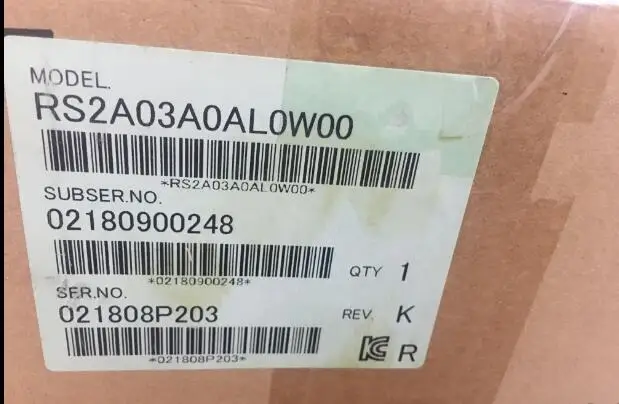 MODEL.
RS2A03A0AL0W00
*RS2A03A0AL0W00*
SUBSER.NO.
02180900248
*02180900248*
QTY 1
SER.NO.
021808P203
REV. K
*021808P203*
R